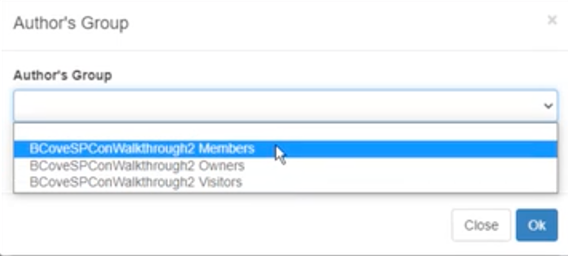 Author's Group
Author's Group
BCoveSPConWalkthrough2 Members
BCoveSPConWalkthrough2 Owners
BCoveSPConWalkthrough2 Visitors
Close Ok